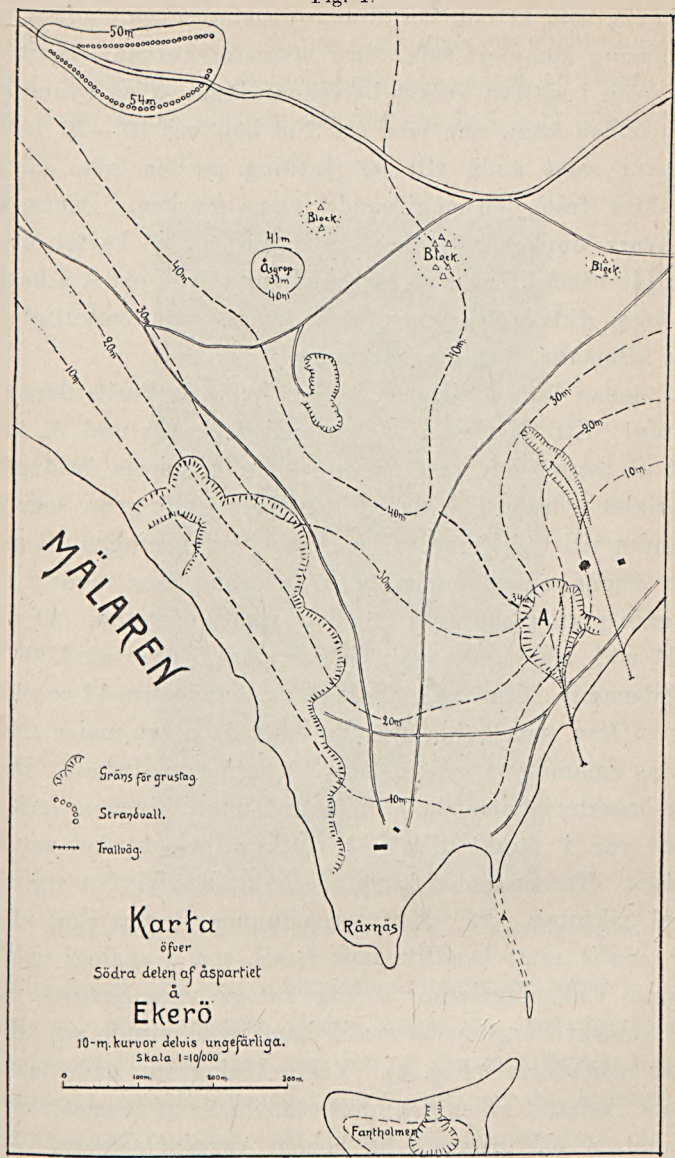 Fig. 1.
50m
54m
Block.
41m
Åsgrop
37m
40m
Block.
Block.
40m
30m
20m
10m
40m.
30m.
20m.
10m.
40m.
30m.
34m.
A
MÄLAREN
20m.
10m.
Gräns för grustag.
Strandvall.
Trallväg.
Råxnäs
A
Karta
öfver
Södra delen af åspartiet
å
Ekerö
10-m. kurvor delvis ungefärliga.
Skala 1=10/000
0 100m. 200m. 300m.
Fantholmen